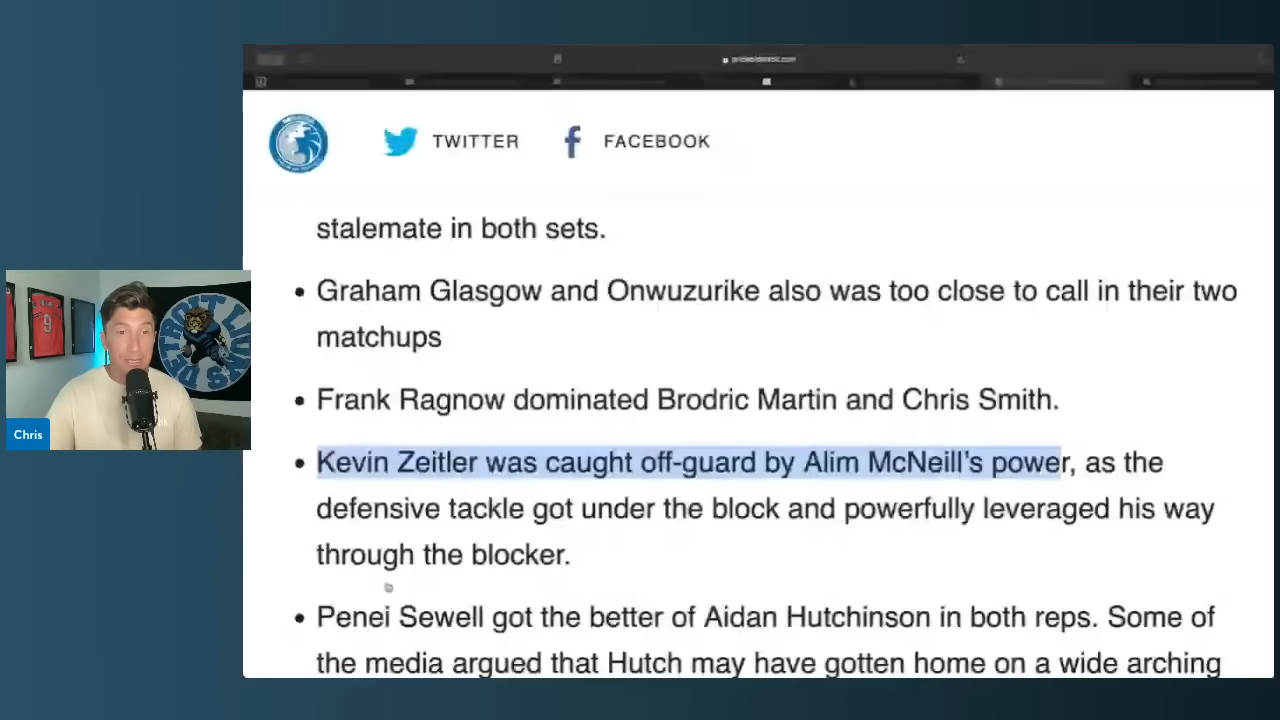 TWITTER
FACEBOOK
stalemate in both sets.
• Graham Glasgow and Onwuzurike also was too close to call in their two
matchups
• Frank Ragnow dominated Brodric Martin and Chris Smith.
• Kevin Zeitler was caught off-guard by Alim McNeill's power, as the
defensive tackle got under the block and powerfully leveraged his way
through the blocker.
• Penei Sewell got the better of Aidan Hutchinson in both reps. Some of
the media argued that Hutch may have gotten home on a wide arching
9
DETROIT LIONS
Chris